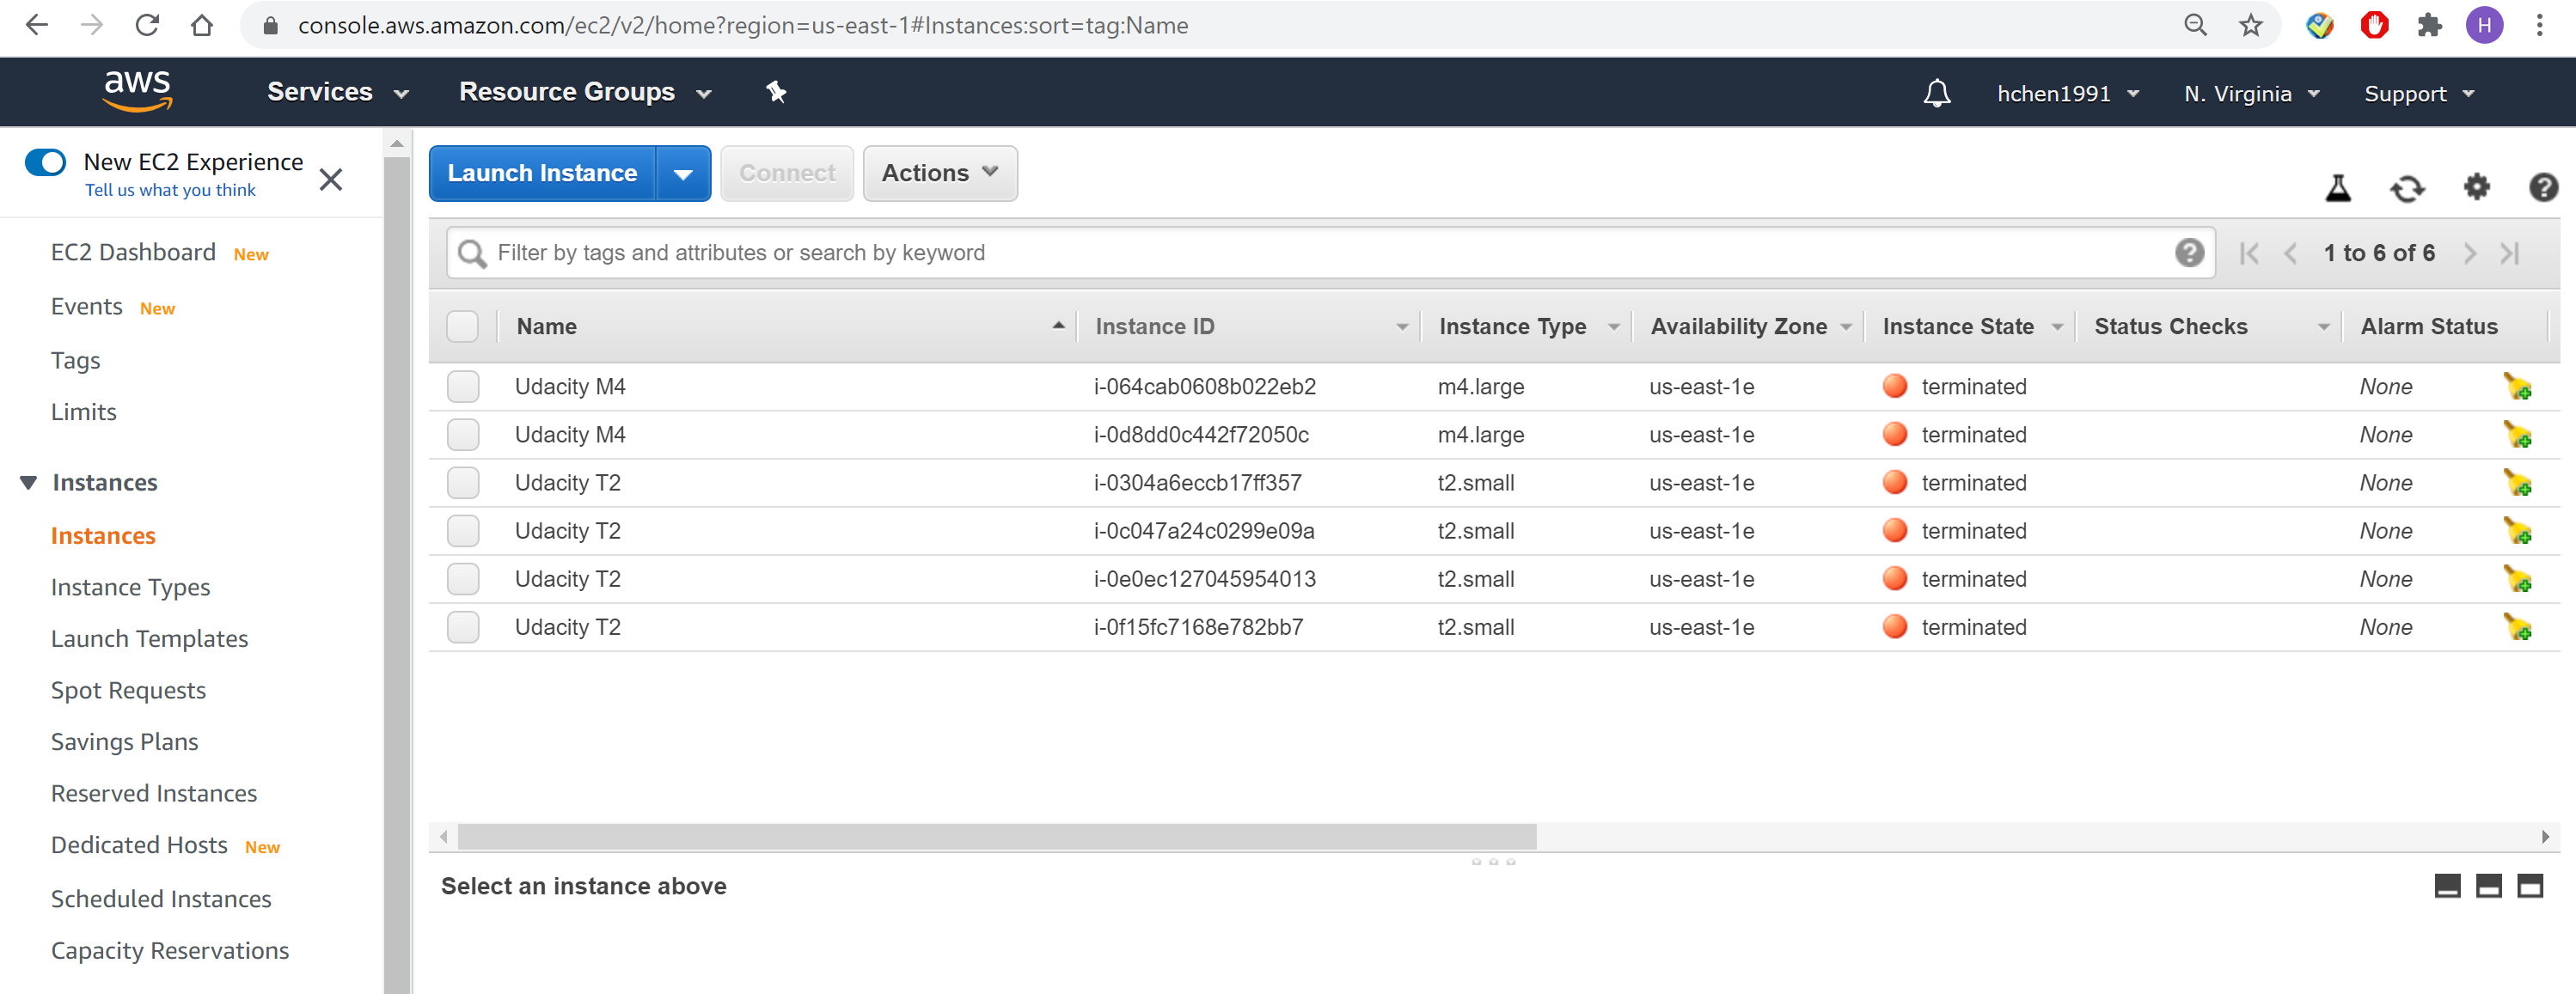 console.aws.amazon.com/ec2/v2/home?region=us-east-1#Instances:sort=tag:Name
H
aws
Services
Resource Groups
hchen1991
N. Virginia
Support
New EC2 Experience
Tell us what you think
EC2 Dashboard New
Events New
Tags
Limits
Instances
Instances
Instance Types
Launch Templates
Spot Requests
Savings Plans
Reserved Instances
Dedicated Hosts New
Scheduled Instances
Capacity Reservations
Launch Instance
Connect
Actions
Filter by tags and attributes or search by keyword
1 to 6 of 6
Name Instance ID Instance Type Availability Zone Instance State Status Checks Alarm Status
Udacity M4 i-064cab0608b022eb2 m4.large us-east-1e terminated None
Udacity M4 i-0d8dd0c442f72050c m4.large us-east-1e terminated None
Udacity T2 i-0304a6eccb17ff357 t2.small us-east-1e terminated None
Udacity T2 i-0c047a24c0299e09a t2.small us-east-1e terminated None
Udacity T2 i-0e0ec127045954013 t2.small us-east-1e terminated None
Udacity T2 i-0f15fc7168e782bb7 t2.small us-east-1e terminated None
Select an instance above